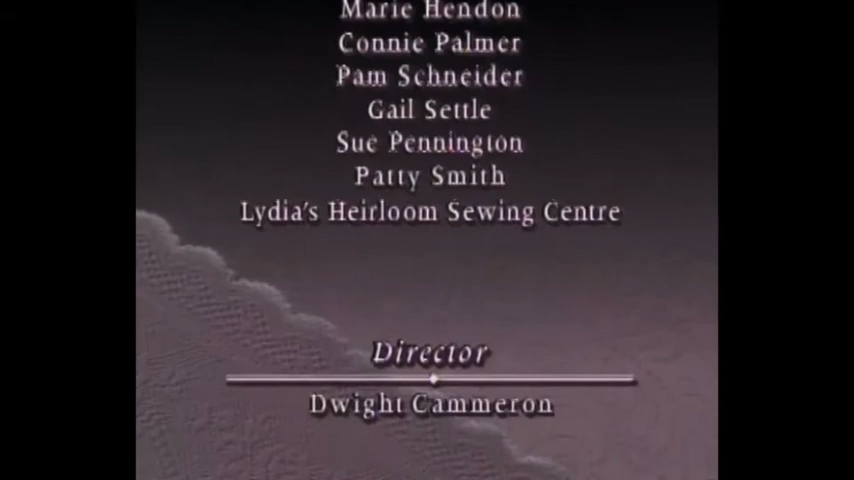 Marie Hendon
Connie Palmer
Pam Schneider
Gail Settle
Sue Pennington
Patty Smith
Lydia's Heirloom Sewing Centre
Director
Dwight Cammeron